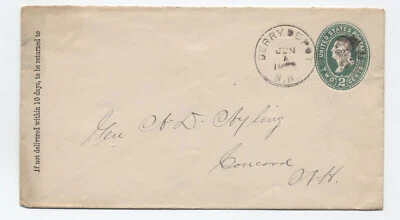 If not delivered within 10 days, to be returned to
DERRY DEPOT
JUN
N.H.
UNITED STATES
TWO 2 CENTS
Gen A. D. Ayling
Concord
N.H.